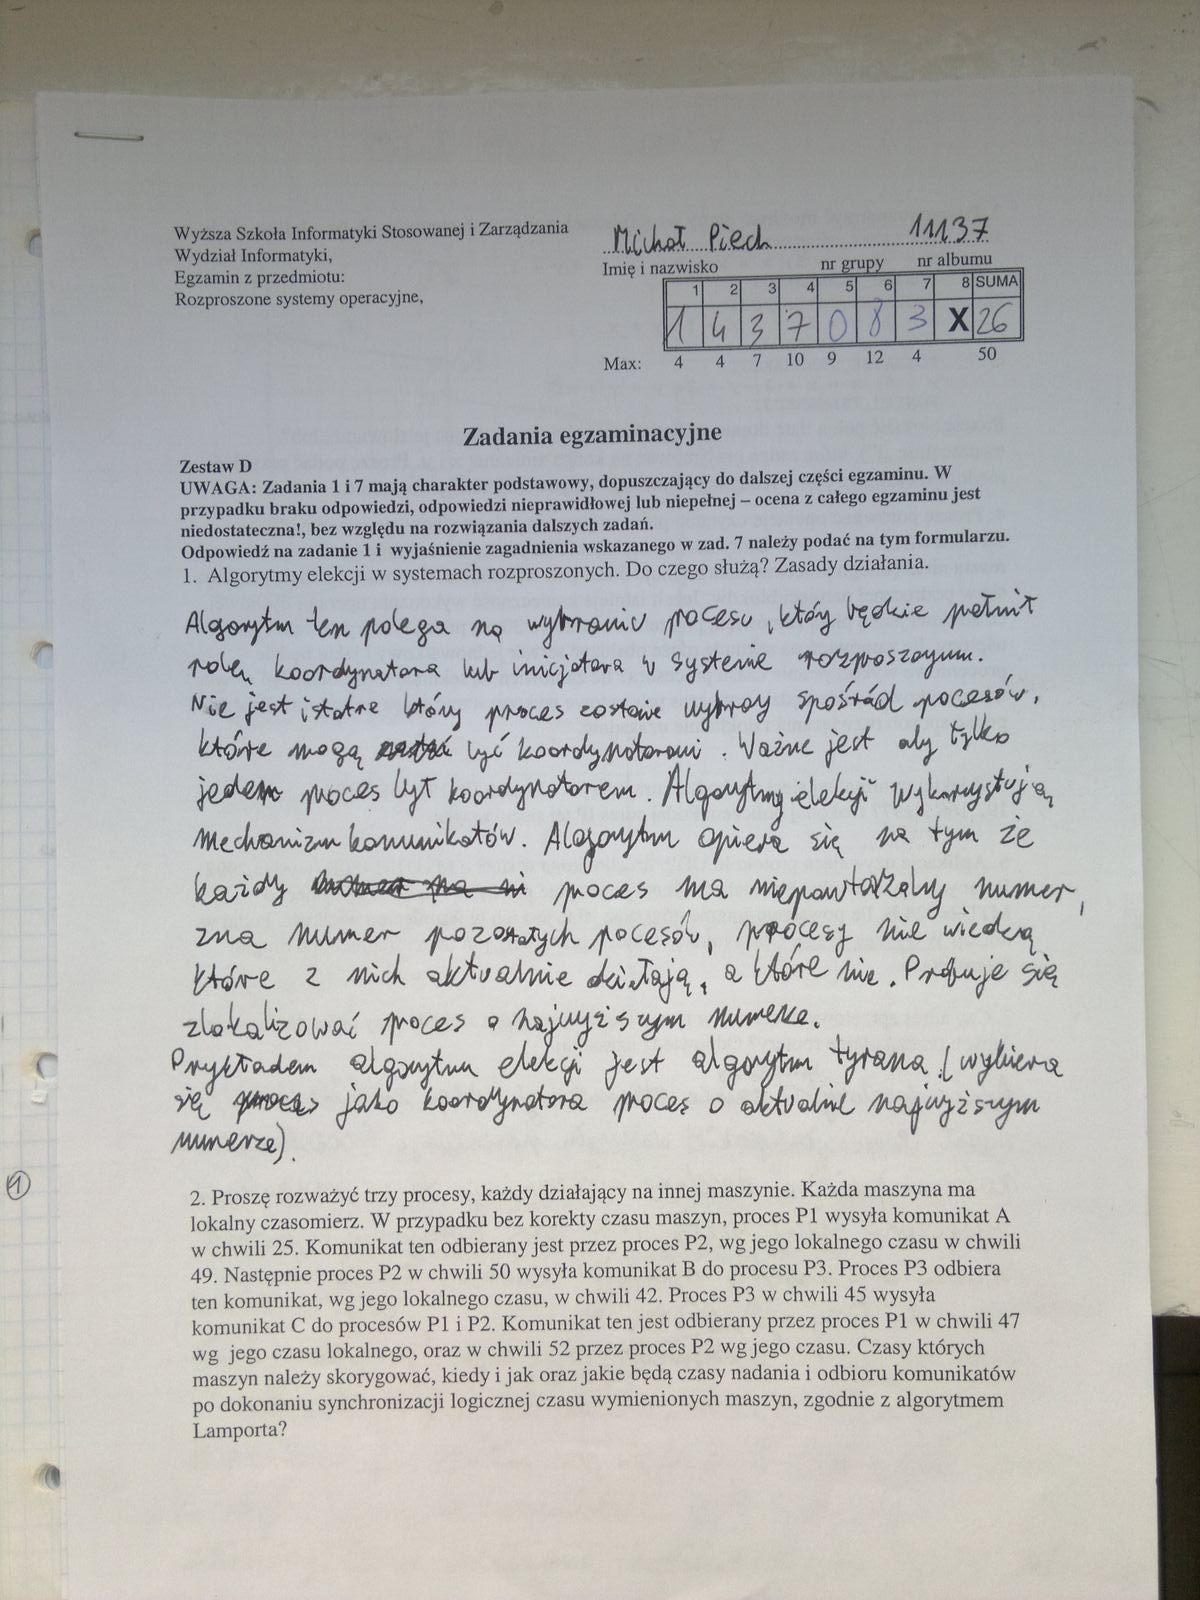 Wyższa Szkoła Informatyki Stosowanej i Zarządzania
Wydział Informatyki,
Egzamin z przedmiotu:
Rozproszone systemy operacyjne,
Michał Piech 11137
Imię i nazwisko nr grupy nr albumu
1 2 3 4 5 6 7 8 SUMA
1 4 3 7 0 8 3 X 26
Max: 4 4 7 10 9 12 4 50
Zadania egzaminacyjne
Zestaw D
UWAGA: Zadania 1 i 7 mają charakter podstawowy, dopuszczający do dalszej części egzaminu. W
przypadku braku odpowiedzi, odpowiedzi nieprawidłowej lub niepełnej – ocena z całego egzaminu jest
niedostateczna!, bez względu na rozwiązania dalszych zadań.
Odpowiedź na zadanie 1 i wyjaśnienie zagadnienia wskazanego w zad. 7 należy podać na tym formularzu.
1. Algorytmy elekcji w systemach rozproszonych. Do czego służą? Zasady działania.
Algorytm ten polega na wybraniu procesu, który będzie pełnił
rolę koordynatora lub inicjatora w systemie rozproszonym.
Nie jest istotne który proces zostanie wybrany spośród procesów,
które mogą być koordynatorami. Ważne jest aby tylko
jeden proces był koordynatorem. Algorytmy elekcji wykorzystują
mechanizm komunikatów. Algorytm opiera się na tym że
każdy proces ma niepowtarzalny numer,
zna numer pozostałych procesów, procesy nie wiedzą
które z nich aktualnie działają, a które nie. Próbuje się
zlokalizować proces o najwyższym numerze.
Przykładem algorytmu elekcji jest algorytm tyrana (wybiera
się jako koordynatora proces o aktualnie najwyższym
numerze).
1
2. Proszę rozważyć trzy procesy, każdy działający na innej maszynie. Każda maszyna ma
lokalny czasomierz. W przypadku bez korekty czasu maszyn, proces P1 wysyła komunikat A
w chwili 25. Komunikat ten odbierany jest przez proces P2, wg jego lokalnego czasu w chwili
49. Następnie proces P2 w chwili 50 wysyła komunikat B do procesu P3. Proces P3 odbiera
ten komunikat, wg jego lokalnego czasu, w chwili 42. Proces P3 w chwili 45 wysyła
komunikat C do procesów P1 i P2. Komunikat ten jest odbierany przez proces P1 w chwili 47
wg jego czasu lokalnego, oraz w chwili 52 przez proces P2 wg jego czasu. Czasy których
maszyn należy skorygować, kiedy i jak oraz jakie będą czasy nadania i odbioru komunikatów
po dokonaniu synchronizacji logicznej czasu wymienionych maszyn, zgodnie z algorytmem
Lamporta?